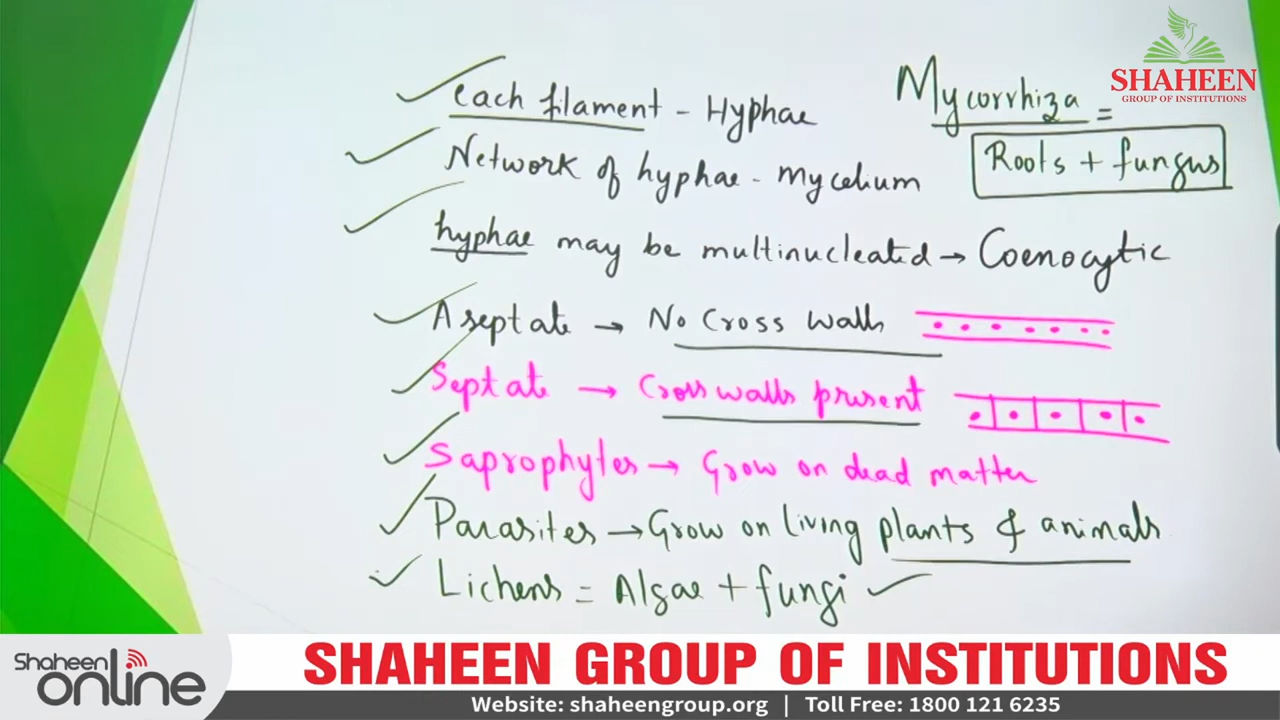 SHAHEEN
GROUP OF INSTITUTIONS
each filament - Hyphae
Network of hyphae - mycelium
hyphae may be multinucleated → Coenocytic
Aseptate → No Cross walls
Septate → Cross walls present
Saprophytes → Grow on dead matter
Parasites → Grow on living plants & animals
Lichens = Algae + fungi
Mycorrhiza =
Roots + fungus
Shaheen
online
SHAHEEN GROUP OF INSTITUTIONS
Website: shaheengroup.org | Toll Free: 1800 121 6235